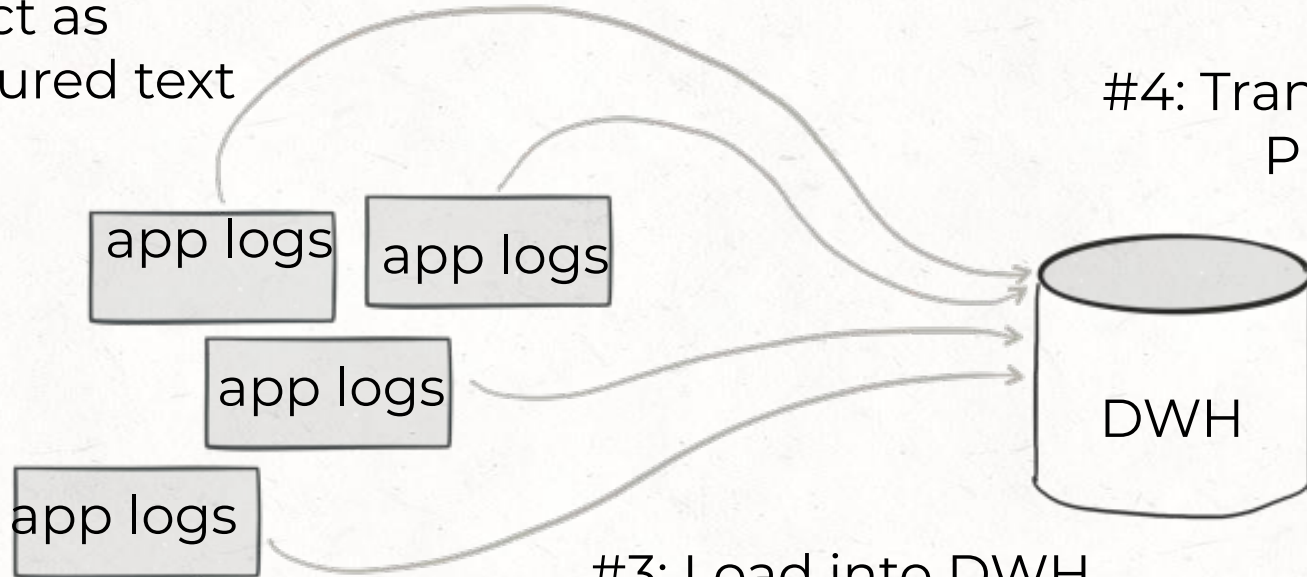 ct as
ured text
#4: Tran
P
app logs
app logs
app logs
DWH
app logs
#3: Load into DWH